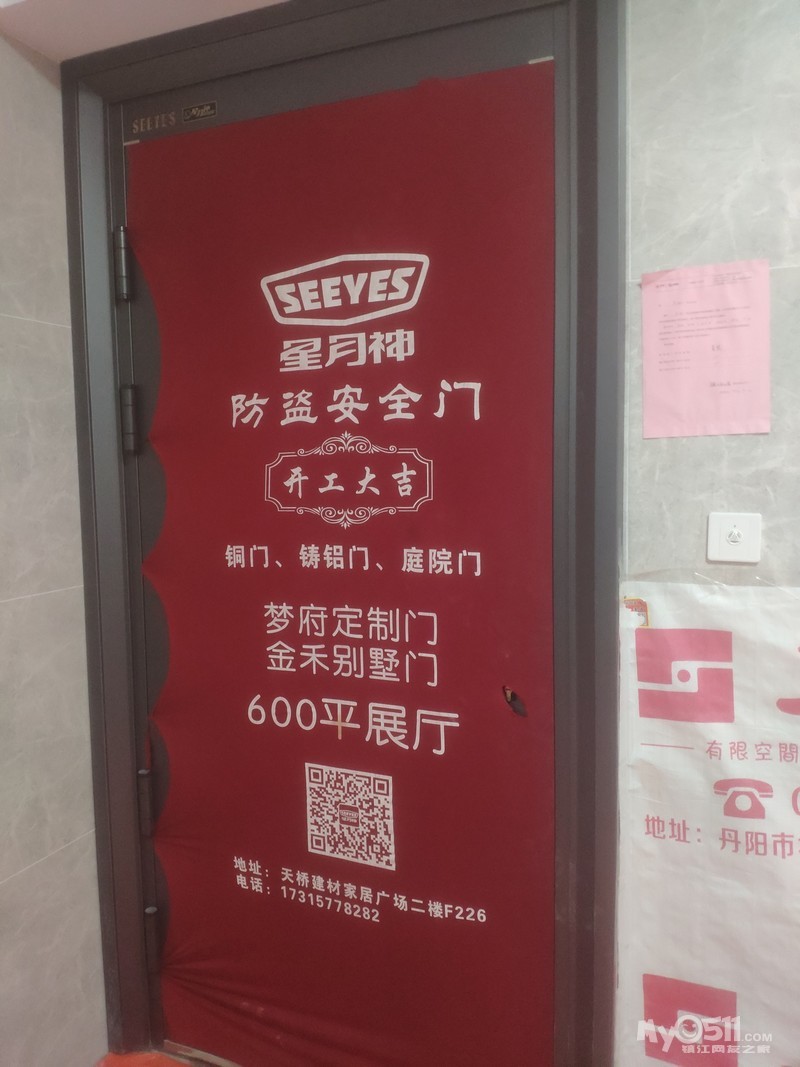 SEEYES
SEEYES
星月神
防盗安全门
开工大吉
铜门、铸铝门、庭院门
梦府定制门
金禾别墅门
600平展厅
地址：天桥建材家居广场二楼F226
电话：17315778282
有限空間
地址：丹阳市
My0511.COM
镇江网友之家